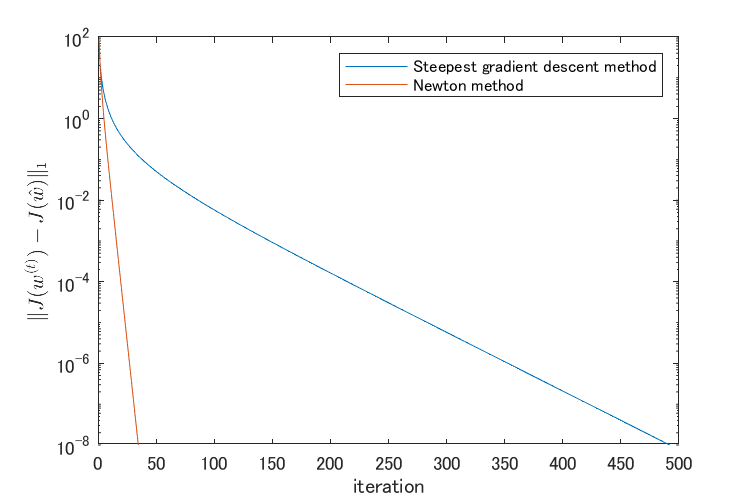 10^2
10^0
10^-2
10^-4
10^-6
10^-8
‖J(w^(t)) − J(ŵ)‖₁
Steepest gradient descent method
Newton method
0 50 100 150 200 250 300 350 400 450 500
iteration